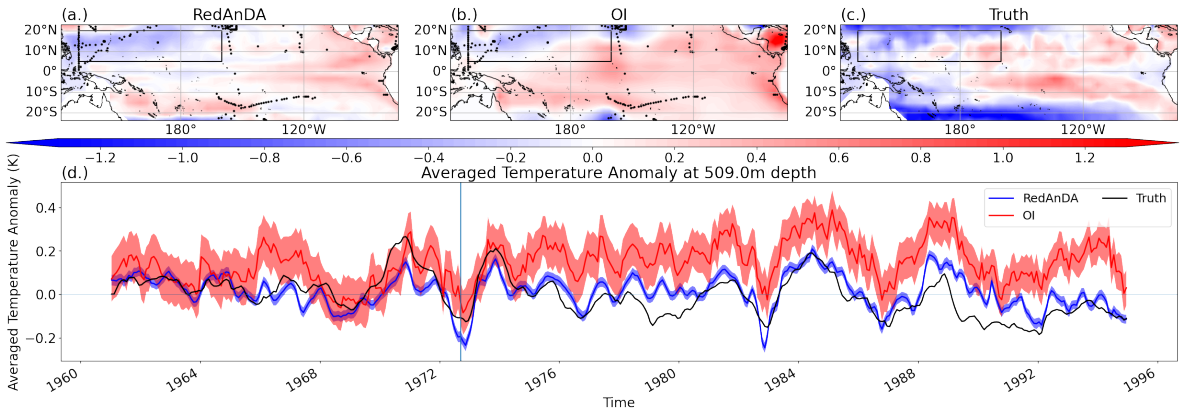 (a.) RedAnDA (b.) OI (c.) Truth
20°N 20°N 20°N
10°N 10°N 10°N
0° 0° 0°
10°S 10°S 10°S
20°S 20°S 20°S
180° 120°W 180° 120°W 180° 120°W
−1.2 −1.0 −0.8 −0.6 −0.4 −0.2 0.0 0.2 0.4 0.6 0.8 1.0 1.2
(d.) Averaged Temperature Anomaly at 509.0m depth
Averaged Temperature Anomaly (K)
0.4
0.2
0.0
−0.2
RedAnDA Truth
OI
1960 1964 1968 1972 1976 1980 1984 1988 1992 1996
Time